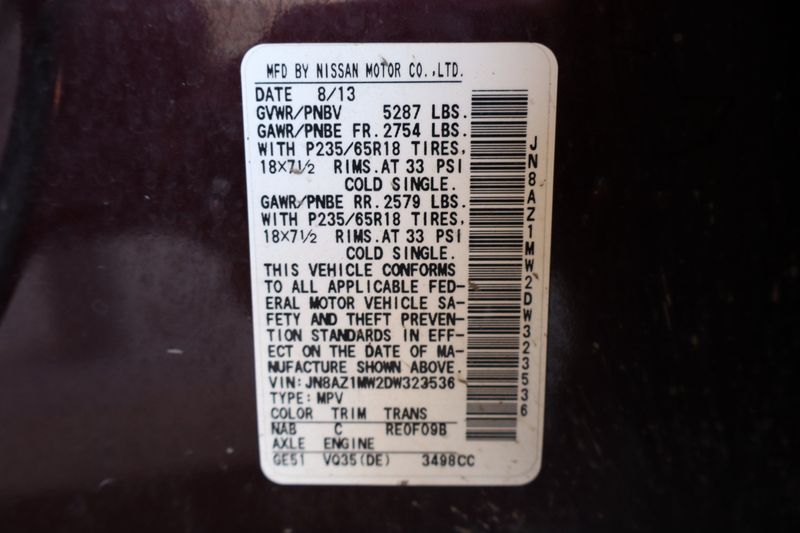 MFD BY NISSAN MOTOR CO.,LTD.
DATE 8/13
GVWR/PNBV 5287 LBS.
GAWR/PNBE FR.2754 LBS.
WITH P235/65R18 TIRES,
18×7½ RIMS.AT 33 PSI
COLD SINGLE.
GAWR/PNBE RR.2579 LBS.
WITH P235/65R18 TIRES,
18×7½ RIMS.AT 33 PSI
COLD SINGLE.
THIS VEHICLE CONFORMS
TO ALL APPLICABLE FED-
ERAL MOTOR VEHICLE SA-
FETY AND THEFT PREVEN-
TION STANDARDS IN EFF-
ECT ON THE DATE OF MA-
NUFACTURE SHOWN ABOVE.
VIN:JN8AZ1MW2DW323536
TYPE:MPV
COLOR TRIM TRANS
NAB C RE0F09B
AXLE ENGINE
GE51 VQ35(DE) 3498CC
JN8AZ1MW2DW323536